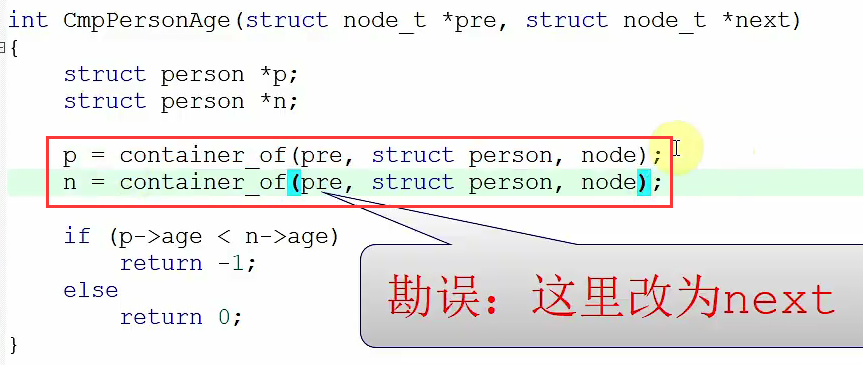 int CmpPersonAge(struct node_t *pre, struct node_t *next)
{
    struct person *p;
    struct person *n;
    p = container_of(pre, struct person, node);
    n = container_of(pre, struct person, node);
    if (p->age < n->age)
        return -1;
    else
        return 0;
}
勘误：这里改为next